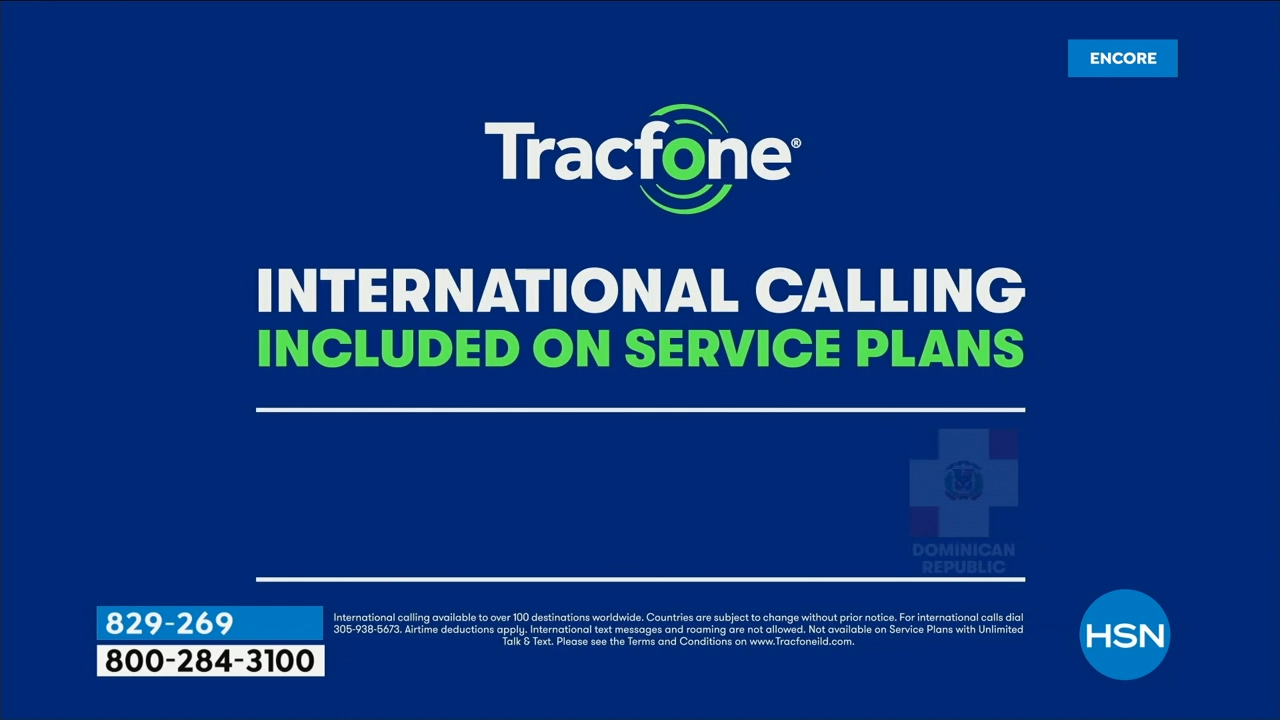 ENCORE
Tracfone®
INTERNATIONAL CALLING
INCLUDED ON SERVICE PLANS
DOMINICAN
REPUBLIC
829-269
800-284-3100
International calling available to over 100 destinations worldwide. Countries are subject to change without prior notice. For international calls dial
305-938-5673. Airtime deductions apply. International text messages and roaming are not allowed. Not available on Service Plans with Unlimited
Talk & Text. Please see the Terms and Conditions on www.Tracfoneild.com.
HSN